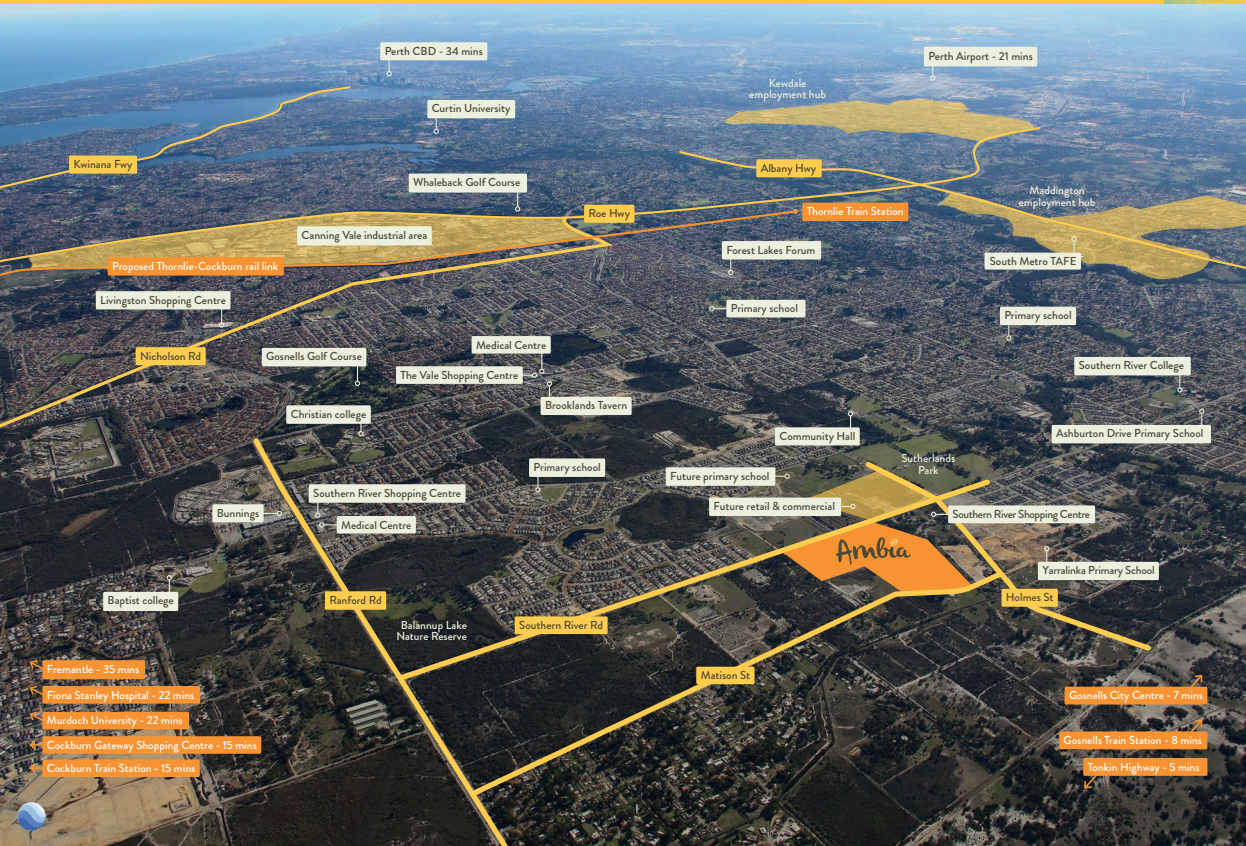 Perth CBD - 34 mins
Perth Airport - 21 mins
Kewdale
employment hub
Curtin University
Kwinana Fwy
Albany Hwy
Whaleback Golf Course
Maddington
employment hub
Roe Hwy
Thornlie Train Station
Canning Vale industrial area
Forest Lakes Forum
South Metro TAFE
Proposed Thornlie-Cockburn rail link
Livingston Shopping Centre
Primary school
Primary school
Medical Centre
Nicholson Rd
Gosnells Golf Course
The Vale Shopping Centre
Southern River College
Brooklands Tavern
Christian college
Community Hall
Ashburton Drive Primary School
Sutherlands
Park
Primary school
Future primary school
Southern River Shopping Centre
Future retail & commercial
Bunnings
Medical Centre
Southern River Shopping Centre
Ambia
Yarralinka Primary School
Baptist college
Ranford Rd
Holmes St
Balannup Lake
Nature Reserve
Southern River Rd
Matison St
Fremantle - 35 mins
Fiona Stanley Hospital - 22 mins
Murdoch University - 22 mins
Cockburn Gateway Shopping Centre - 15 mins
Cockburn Train Station - 15 mins
Gosnells City Centre - 7 mins
Gosnells Train Station - 8 mins
Tonkin Highway - 5 mins